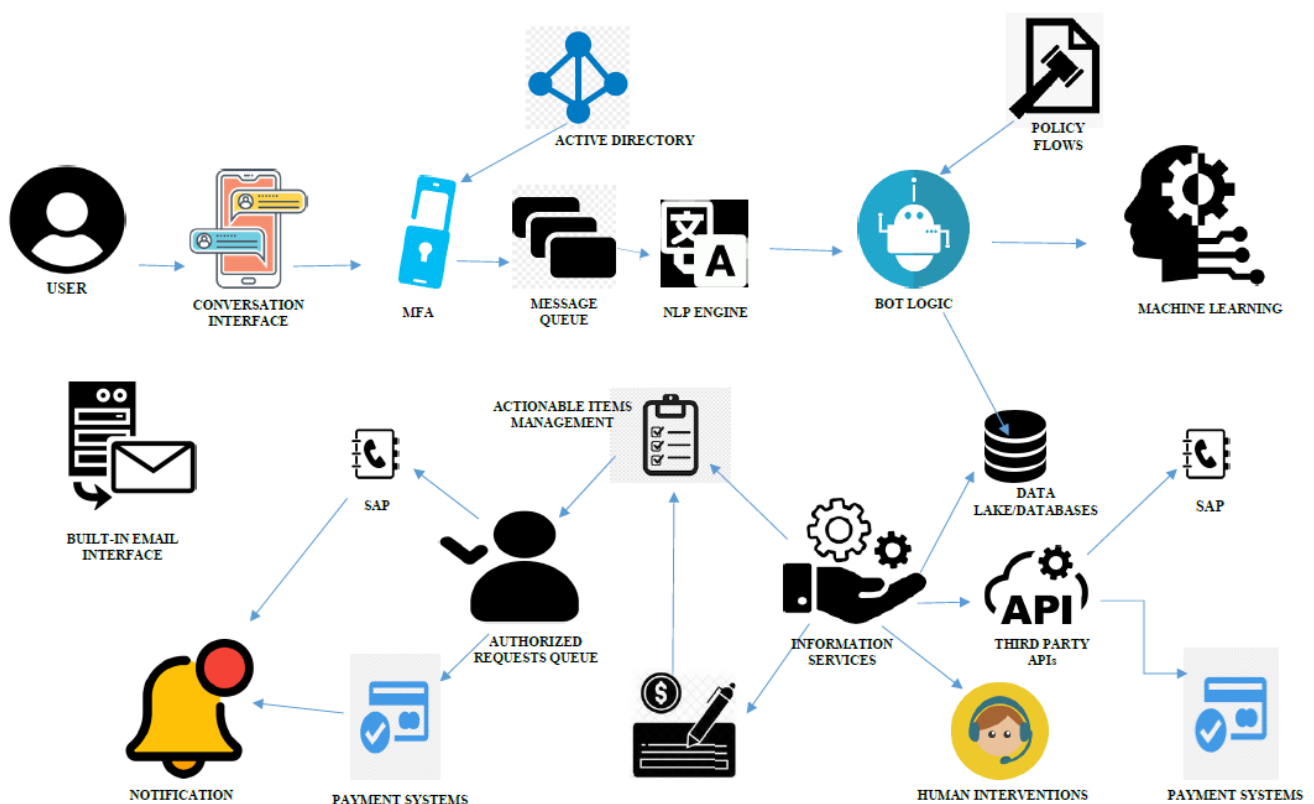 ACTIVE DIRECTORY
POLICY
FLOWS
USER
CONVERSATION
INTERFACE
MFA
MESSAGE
QUEUE
文
A
NLP ENGINE
BOT LOGIC
MACHINE LEARNING
ACTIONABLE ITEMS
MANAGEMENT
BUILT-IN EMAIL
INTERFACE
SAP
DATA
LAKE/DATABASES
SAP
AUTHORIZED
REQUESTS QUEUE
INFORMATION
SERVICES
API
THIRD PARTY
APIs
$
NOTIFICATION
PAYMENT SYSTEMS
HUMAN INTERVENTIONS
PAYMENT SYSTEMS